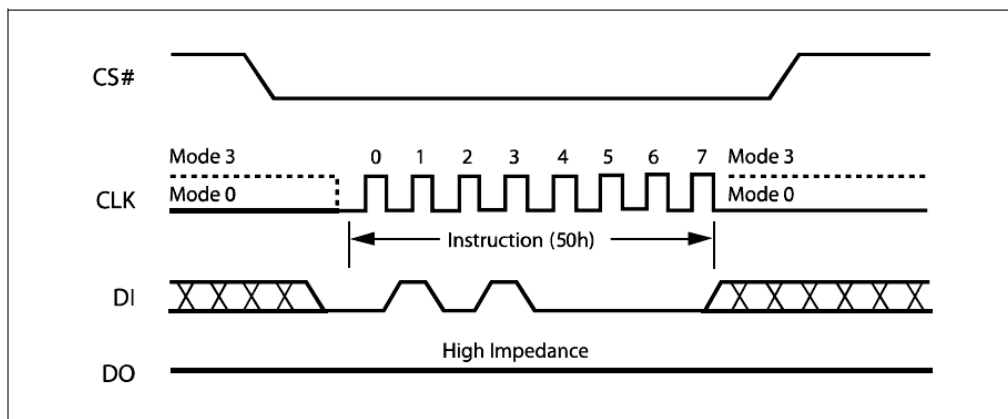 CS#
Mode 3 0 1 2 3 4 5 6 7 Mode 3
CLK Mode 0 Mode 0
Instruction (50h)
DI
High Impedance
DO